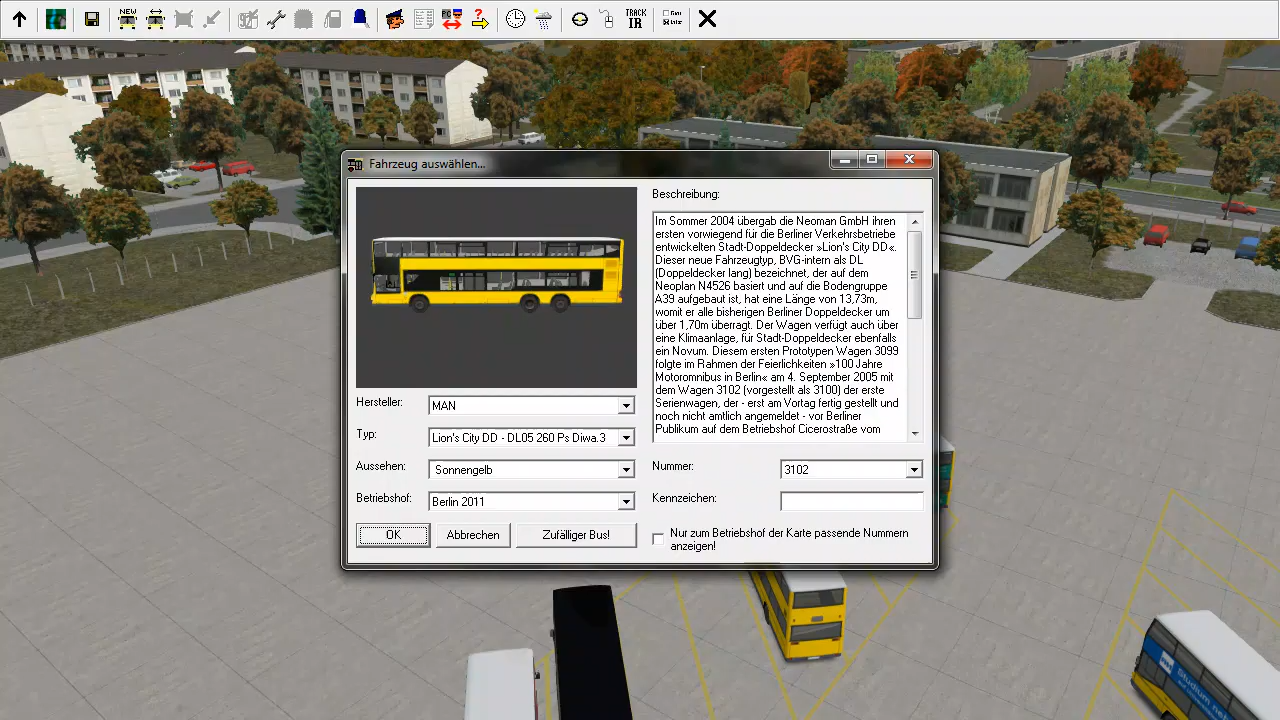 NEW
TRACK
IR
Fahrzeug auswählen...
Beschreibung:
Im Sommer 2004 übergab die Neoman GmbH ihren
ersten vorwiegend für die Berliner Verkehrsbetriebe
entwickelten Stadt-Doppeldecker »Lion's City DD«.
Dieser neue Fahrzeugtyp, BVG-intern als DL
(Doppeldecker lang) bezeichnet, der auf dem
Neoplan N4526 basiert und auf die Bodengruppe
A39 aufgebaut ist, hat eine Länge von 13,73m,
womit er alle bisherigen Berliner Doppeldecker um
über 1,70m überragt. Der Wagen verfügt auch über
eine Klimaanlage, für Stadt-Doppeldecker ebenfalls
ein Novum. Diesem ersten Prototypen Wagen 3099
folgte im Rahmen der Feierlichkeiten »100 Jahre
Motoromnibus in Berlin« am 4. September 2005 mit
dem Wagen 3102 (vorgestellt als 3100) der erste
Serienwagen, der - erst am Vortag fertig gestellt und
noch nicht amtlich angemeldet - vor Berliner
Publikum auf dem Betriebshof Cicerostraße vom
Hersteller: MAN
Typ: Lion's City DD - DL05 260 Ps Diwa.3
Aussehen: Sonnengelb
Nummer: 3102
Betriebshof: Berlin 2011
Kennzeichen:
OK Abbrechen Zufälliger Bus!
Nur zum Betriebshof der Karte passende Nummern
anzeigen!
Studium